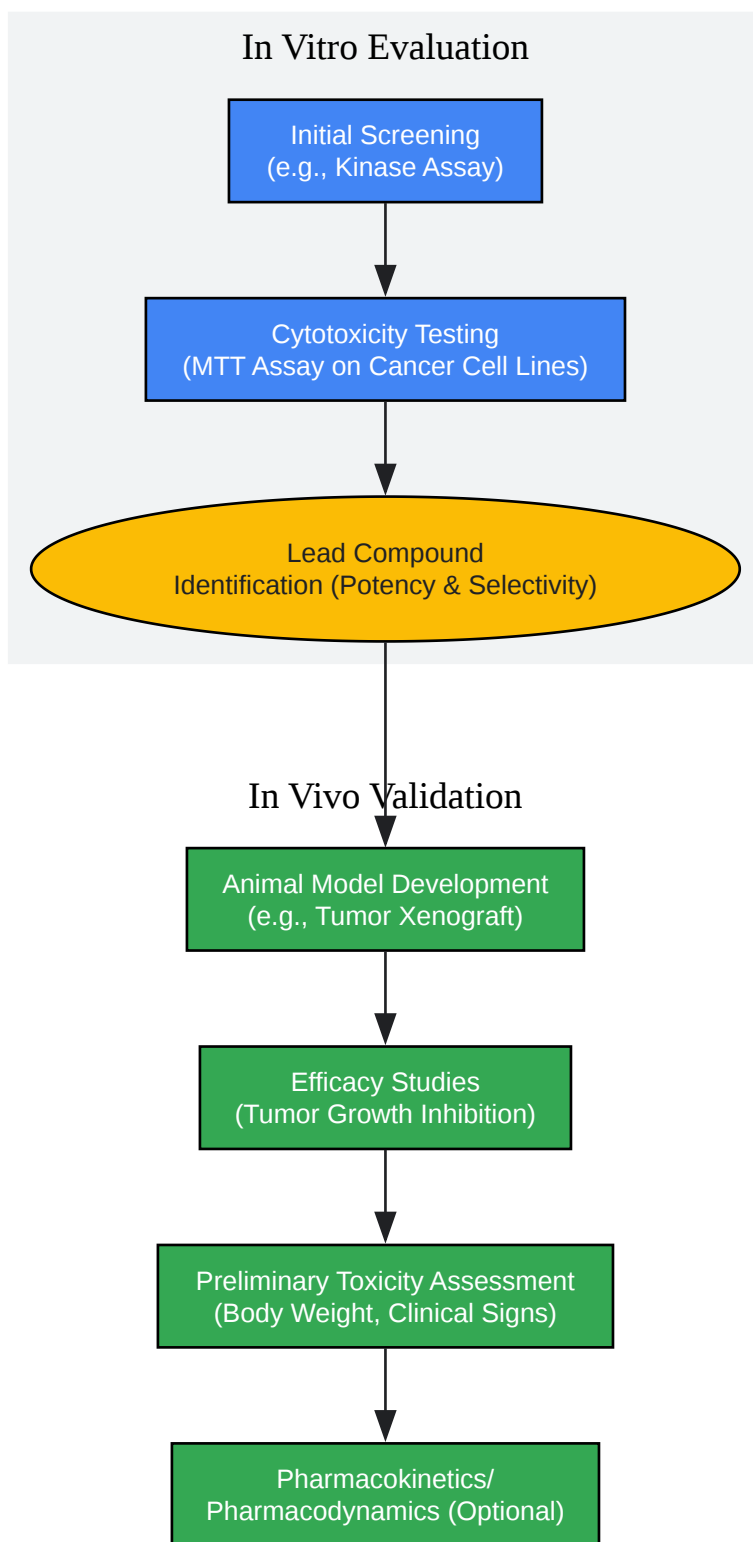 In Vitro Evaluation
Initial Screening
(e.g., Kinase Assay)
Cytotoxicity Testing
(MTT Assay on Cancer Cell Lines)
Lead Compound
Identification (Potency & Selectivity)
In Vivo Validation
Animal Model Development
(e.g., Tumor Xenograft)
Efficacy Studies
(Tumor Growth Inhibition)
Preliminary Toxicity Assessment
(Body Weight, Clinical Signs)
Pharmacokinetics/
Pharmacodynamics (Optional)